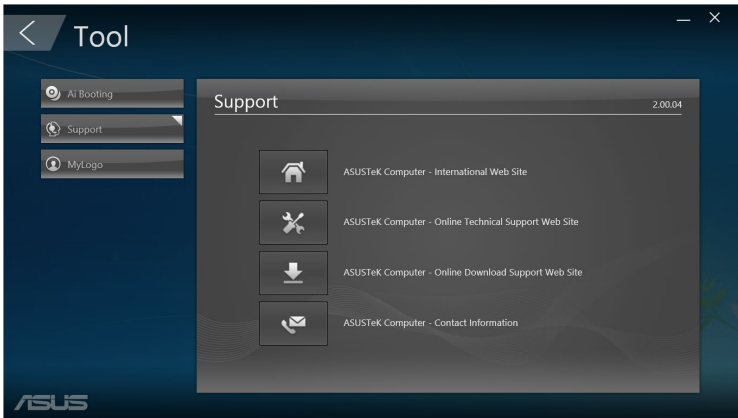 Tool
Ai Booting
Support
MyLogo
Support
2.00.04
ASUSTeK Computer - International Web Site
ASUSTeK Computer - Online Technical Support Web Site
ASUSTeK Computer - Online Download Support Web Site
ASUSTeK Computer - Contact Information
ASUS